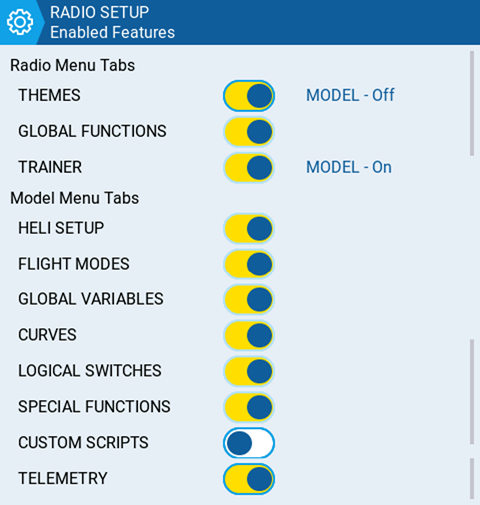 RADIO SETUP
Enabled Features
Radio Menu Tabs
THEMES MODEL - Off
GLOBAL FUNCTIONS
TRAINER MODEL - On
Model Menu Tabs
HELI SETUP
FLIGHT MODES
GLOBAL VARIABLES
CURVES
LOGICAL SWITCHES
SPECIAL FUNCTIONS
CUSTOM SCRIPTS
TELEMETRY